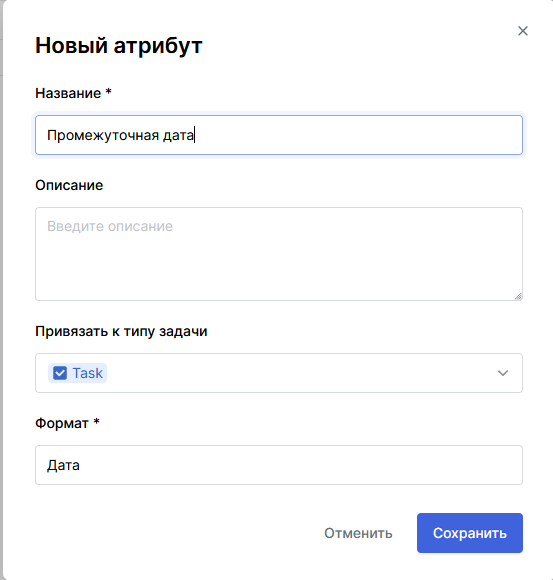 Новый атрибут
Название *
Промежуточная дата
Описание
Введите описание
Привязать к типу задачи
Task
Формат *
Дата
Отменить
Сохранить